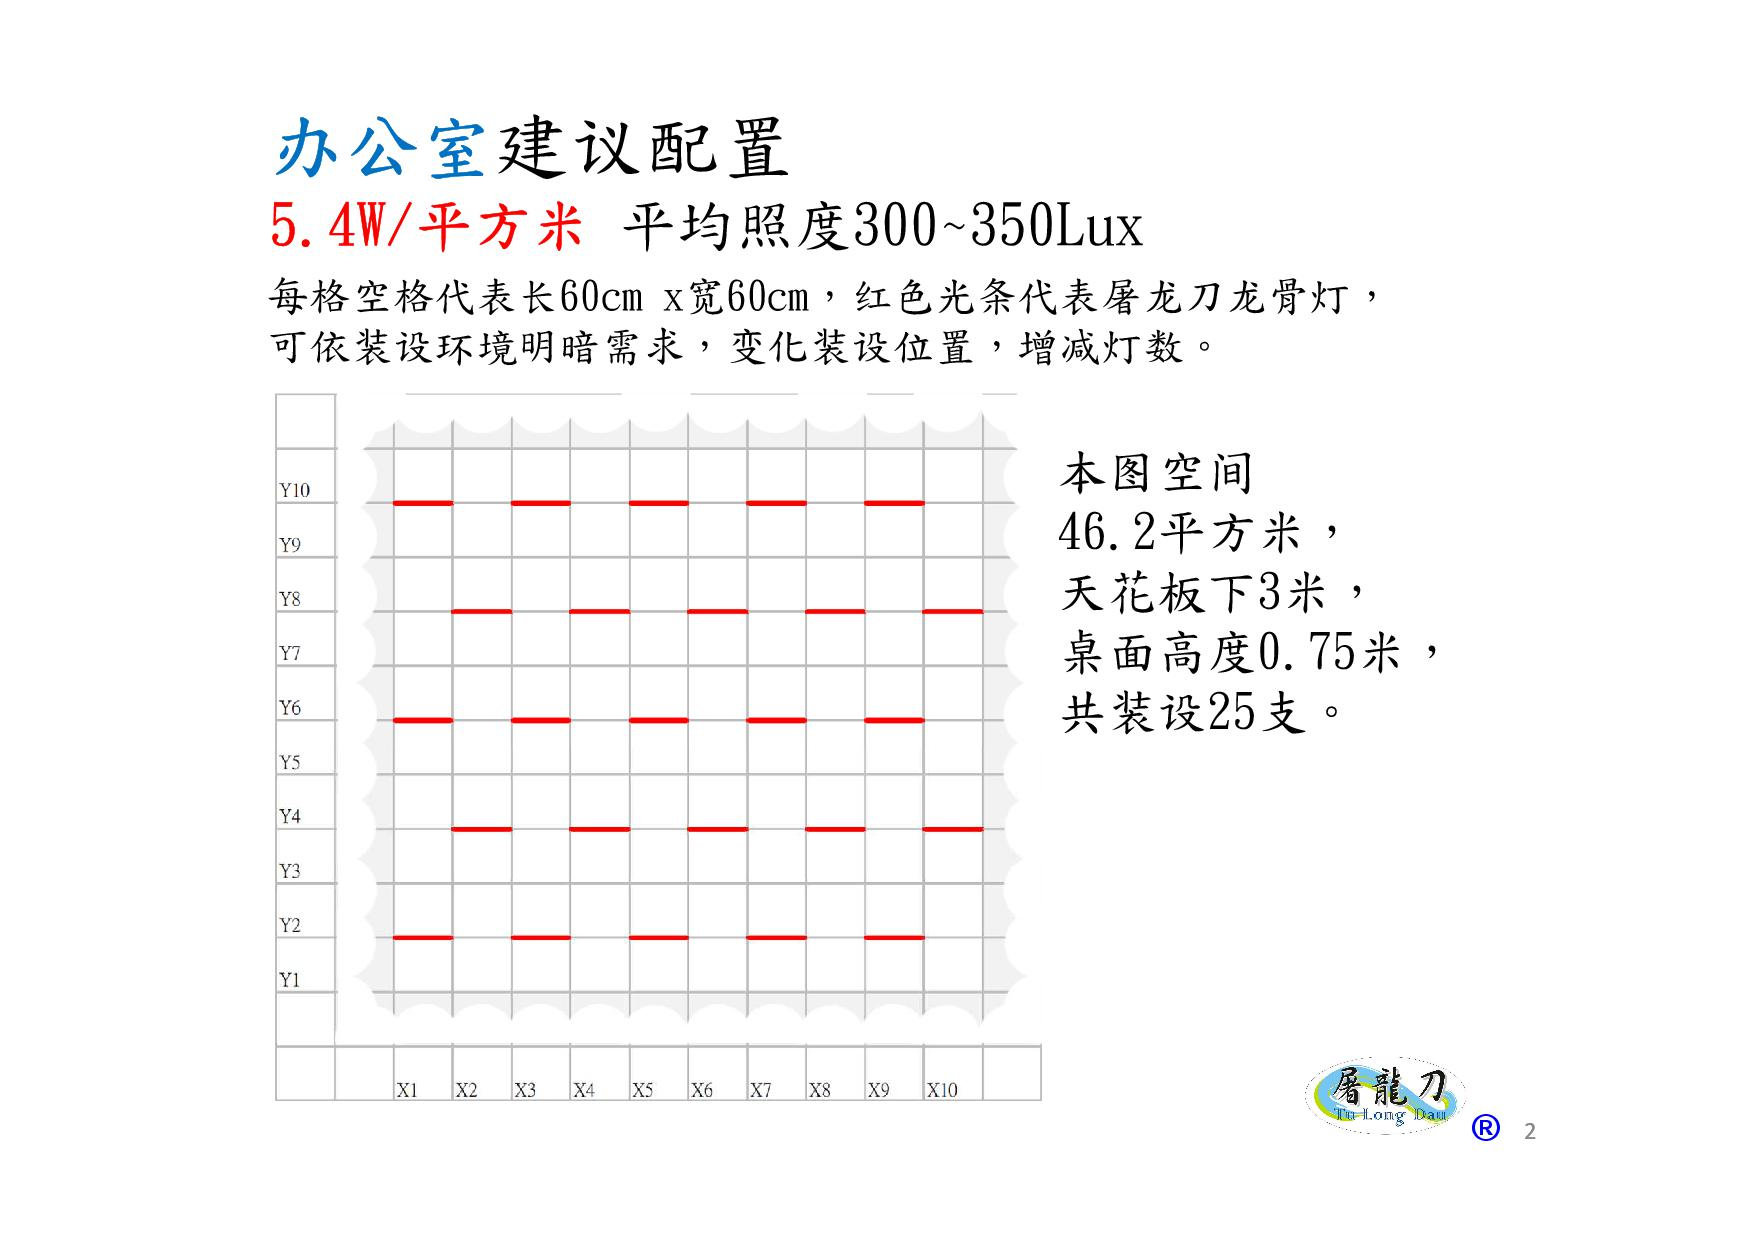 办公室建议配置
5.4W/平方米 平均照度300~350Lux
每格空格代表长60cm x宽60cm，红色光条代表屠龙刀龙骨灯，
可依装设环境明暗需求，变化装设位置，增减灯数。
本图空间
46.2平方米，
天花板下3米，
桌面高度0.75米，
共装设25支。
Y10
Y9
Y8
Y7
Y6
Y5
Y4
Y3
Y2
Y1
X1 X2 X3 X4 X5 X6 X7 X8 X9 X10
屠龍刀
Tu Long Dau
® 2